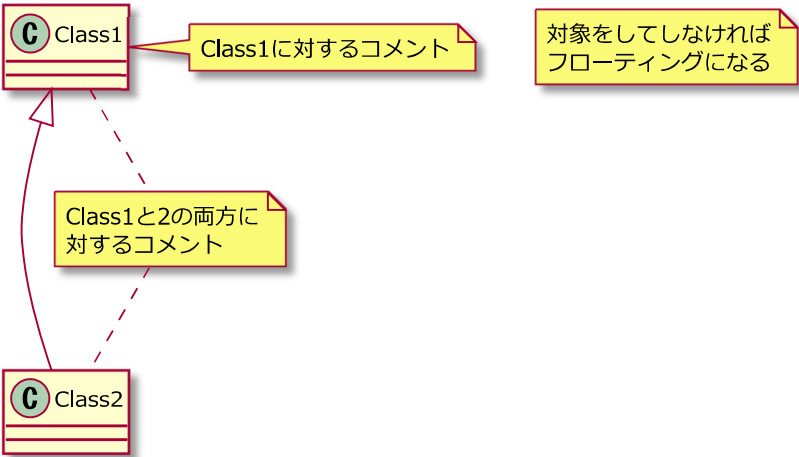 C Class1
Class1に対するコメント
対象をしてしなければ
フローティングになる
Class1と2の両方に
対するコメント
C Class2